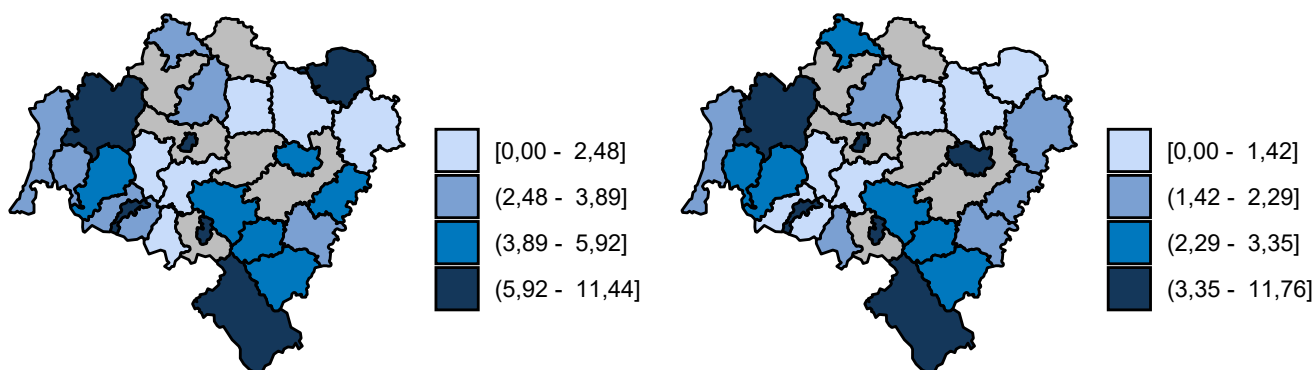 [0,00 - 2,48]
(2,48 - 3,89]
(3,89 - 5,92]
(5,92 - 11,44]
[0,00 - 1,42]
(1,42 - 2,29]
(2,29 - 3,35]
(3,35 - 11,76]